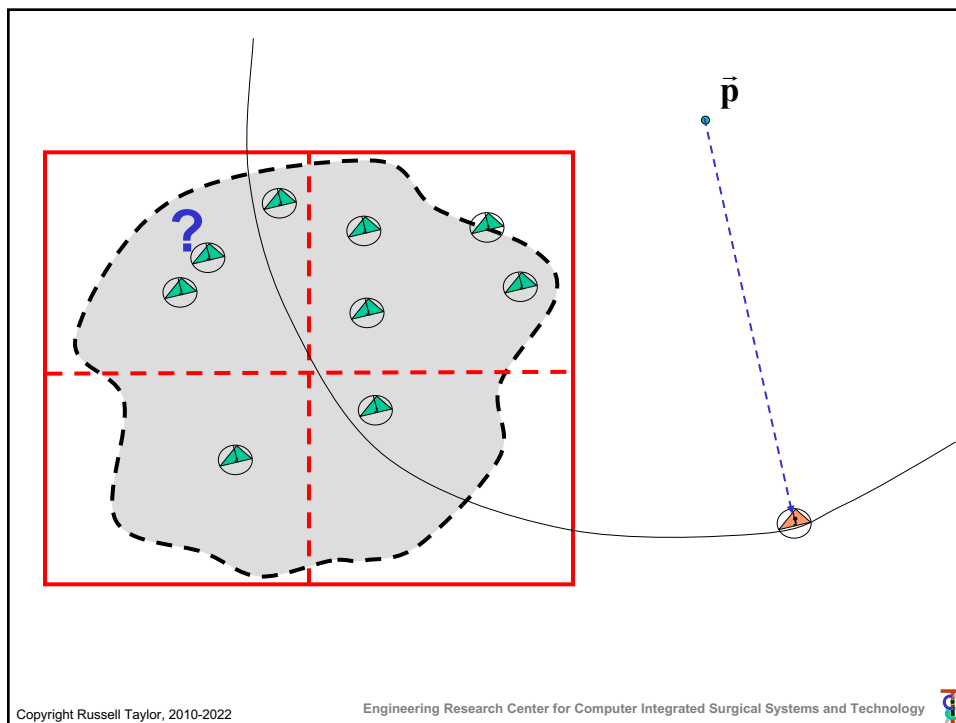 p
?
Copyright Russell Taylor, 2010-2022
Engineering Research Center for Computer Integrated Surgical Systems and Technology